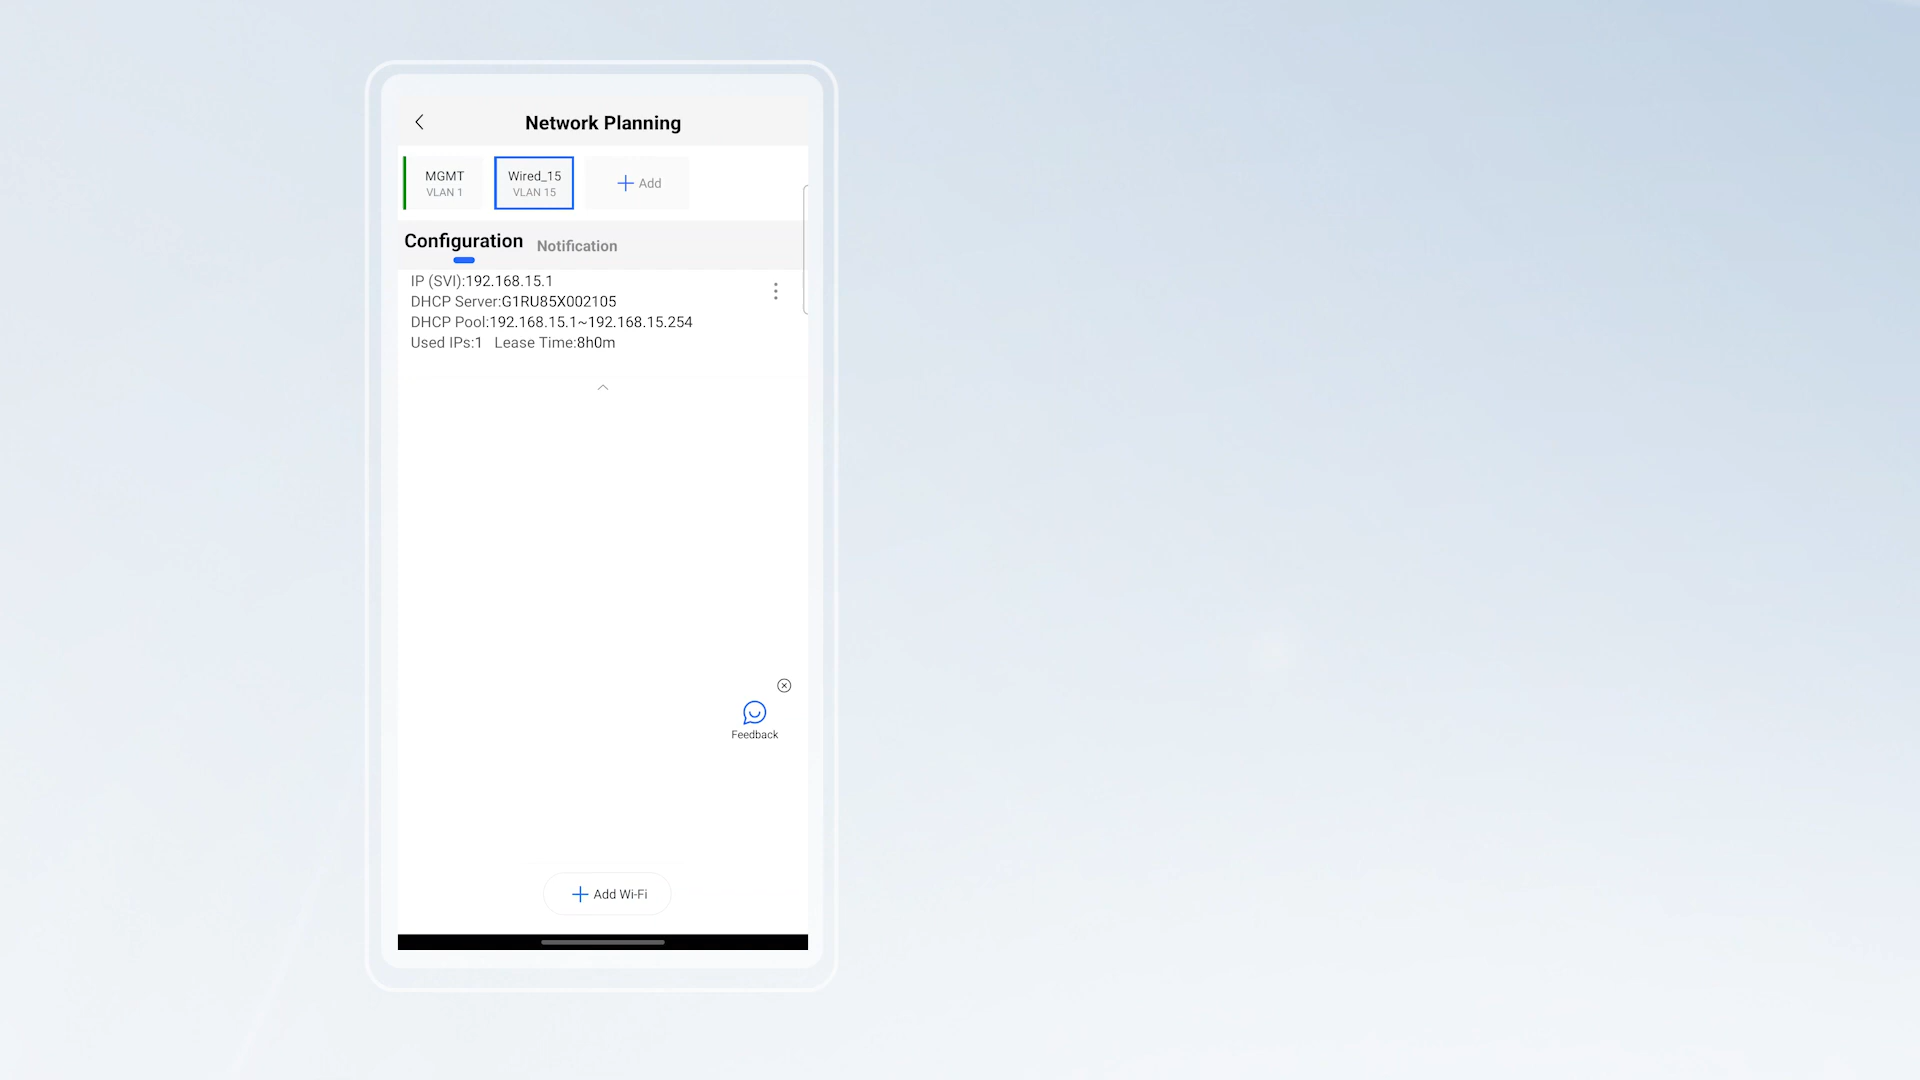 Network Planning
MGMT
VLAN 1
Wired_15
VLAN 15
Add
Configuration
Notification
IP (SVI):192.168.15.1
DHCP Server:G1RU85X002105
DHCP Pool:192.168.15.1~192.168.15.254
Used IPs:1 Lease Time:8h0m
Feedback
Add Wi-Fi